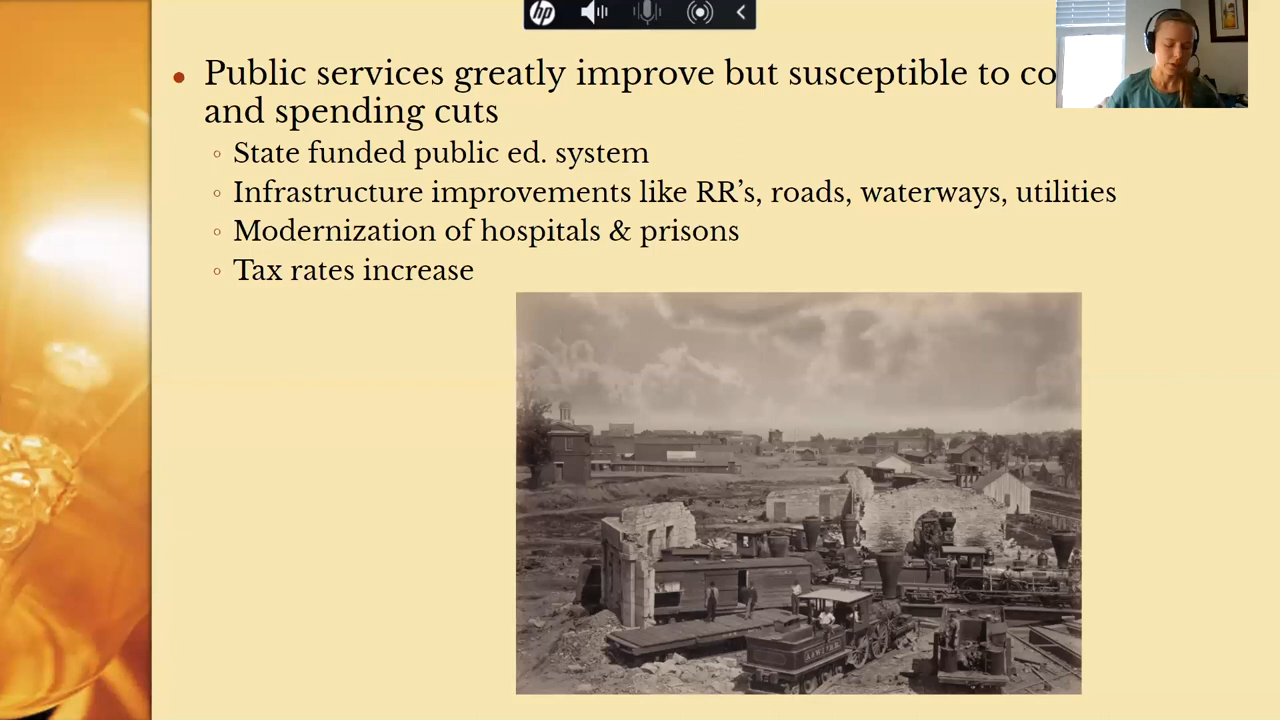 hp
Public services greatly improve but susceptible to
and spending cuts
State funded public ed. system
Infrastructure improvements like RR’s, roads, waterways, utilities
Modernization of hospitals & prisons
Tax rates increase